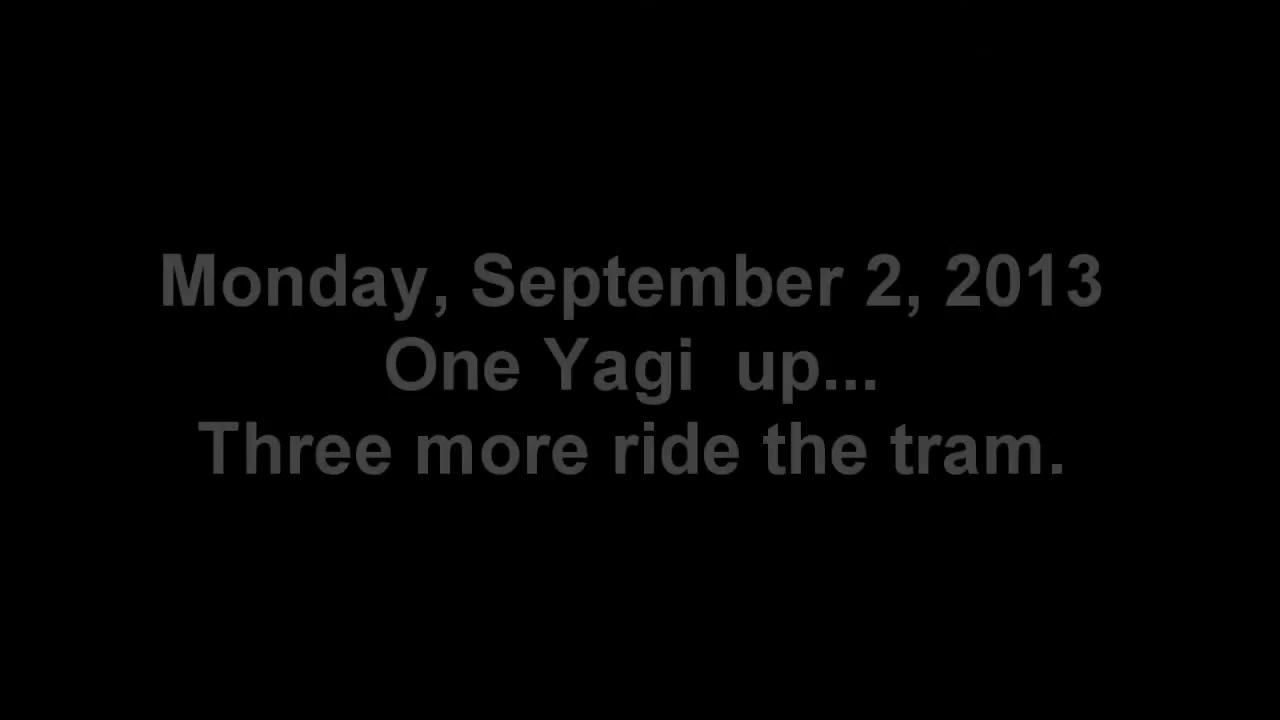 Monday, September 2, 2013
One Yagi  up...
Three more ride the tram.